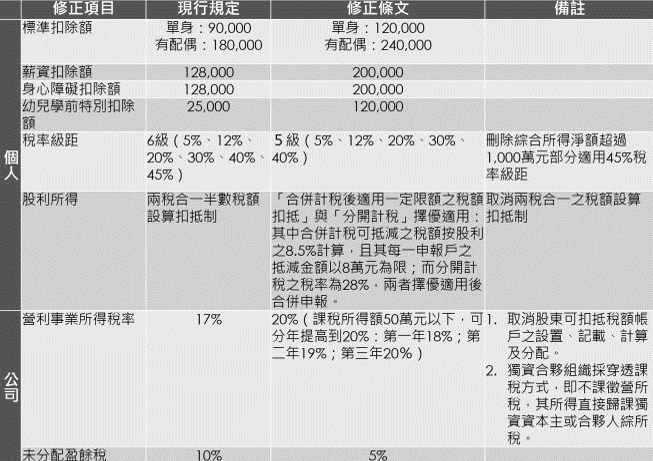 修正項目 現行規定 修正條文 備註
個人
標準扣除額 單身：90,000 單身：120,000
有配偶：180,000 有配偶：240,000
薪資扣除額 128,000 200,000
身心障礙扣除額 128,000 200,000
幼兒學前特別扣除 25,000 120,000
額
稅率級距 6級（5%、12%、 5級（5%、12%、20%、30%、 刪除綜合所得淨額超過
20%、30%、40%、 40%） 1,000萬元部分適用45%稅
45%） 率級距
股利所得 兩稅合一半數稅額 「合併計稅後適用一定限額之稅額 取消兩稅合一之稅額設算
設算扣抵制 扣抵」與「分開計稅」擇優適用： 扣抵制
其中合併計稅可抵減之稅額按股利
之8.5%計算，且其每一申報戶之
抵減金額以8萬元為限；而分開計
稅之稅率為28%，兩者擇優適用後
合併申報。
公司
營利事業所得稅率 17% 20%（課稅所得額50萬元以下，可 1. 取消股東可扣抵稅額帳
分年提高到20%：第一年18%；第 戶之設置、記載、計算
二年19%；第三年20%） 及分配。
2. 獨資合夥組織採穿透課
稅方式，即不課徵營所
稅，其所得直接歸課獨
資資本主或合夥人綜所
稅。
未分配盈餘稅 10% 5%